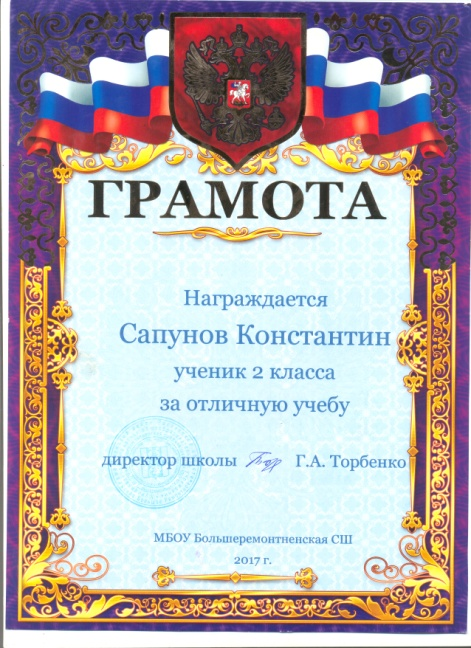 ГРАМОТА
Награждается
Сапунов Константин
ученик 2 класса
за отличную учебу
директор школы Г.А. Торбенко
МБОУ Большеремонтненская СШ
2017 г.